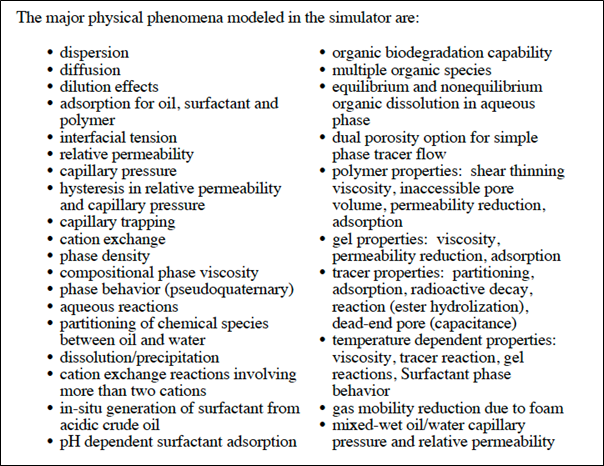 The major physical phenomena modeled in the simulator are:
• dispersion
• diffusion
• dilution effects
• adsorption for oil, surfactant and
polymer
• interfacial tension
• relative permeability
• capillary pressure
• hysteresis in relative permeability
and capillary pressure
• capillary trapping
• cation exchange
• phase density
• compositional phase viscosity
• phase behavior (pseudoquaternary)
• aqueous reactions
• partitioning of chemical species
between oil and water
• dissolution/precipitation
• cation exchange reactions involving
more than two cations
• in-situ generation of surfactant from
acidic crude oil
• pH dependent surfactant adsorption
• organic biodegradation capability
• multiple organic species
• equilibrium and nonequilibrium
organic dissolution in aqueous
phase
• dual porosity option for simple
phase tracer flow
• polymer properties: shear thinning
viscosity, inaccessible pore
volume, permeability reduction,
adsorption
• gel properties: viscosity,
permeability reduction, adsorption
• tracer properties: partitioning,
adsorption, radioactive decay,
reaction (ester hydrolization),
dead-end pore (capacitance)
• temperature dependent properties:
viscosity, tracer reaction, gel
reactions, Surfactant phase
behavior
• gas mobility reduction due to foam
• mixed-wet oil/water capillary
pressure and relative permeability